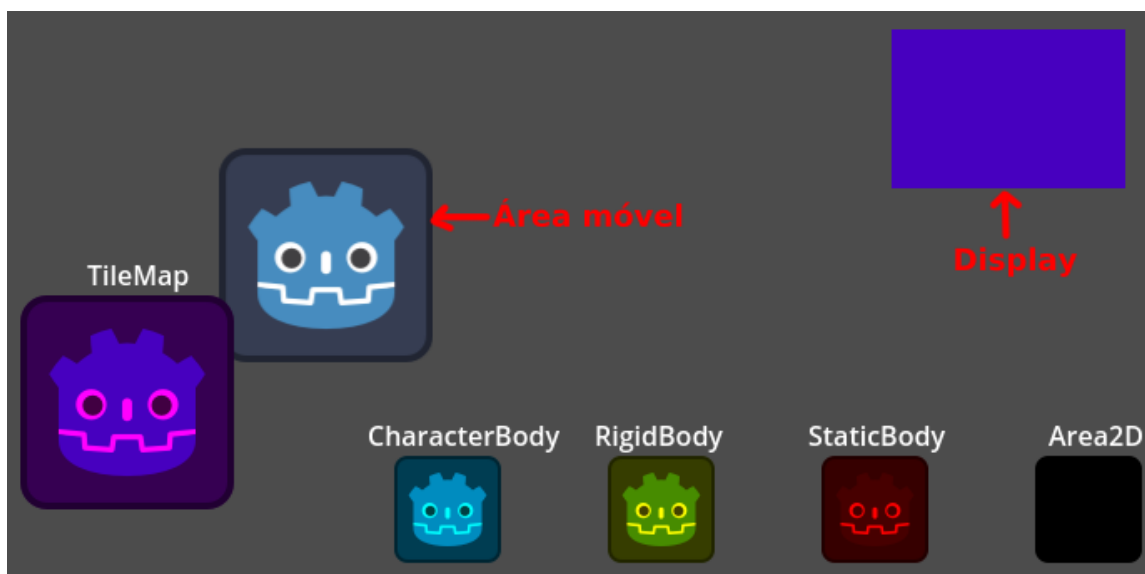 Área móvel
Display
TileMap
CharacterBody
RigidBody
StaticBody
Area2D